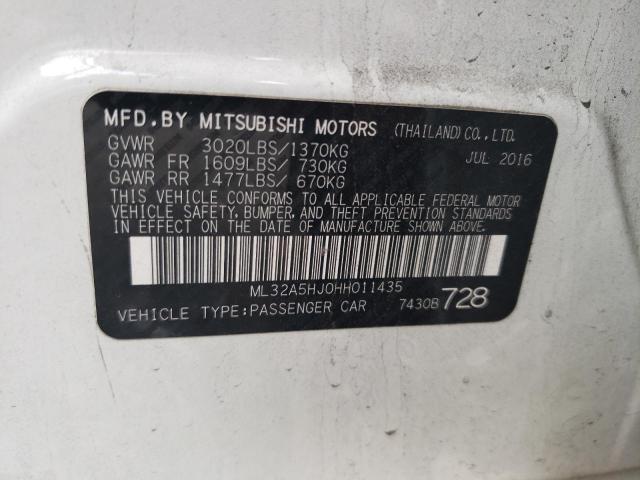 MFD.BY MITSUBISHI MOTORS (THAILAND)CO.,LTD.
GVWR 3020LBS/1370KG JUL 2016
GAWR FR 1609LBS/ 730KG
GAWR RR 1477LBS/ 670KG
THIS VEHICLE CONFORMS TO ALL APPLICABLE FEDERAL MOTOR
VEHICLE SAFETY, BUMPER, AND THEFT PREVENTION STANDARDS
IN EFFECT ON THE DATE OF MANUFACTURE SHOWN ABOVE.
ML32A5HJ0HH011435
VEHICLE TYPE:PASSENGER CAR 7430B 728